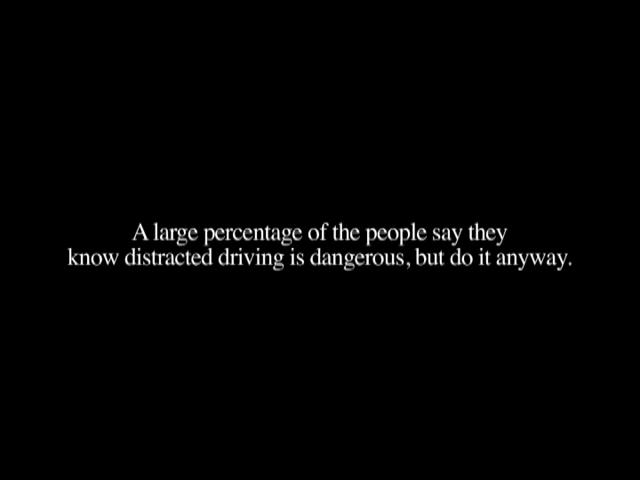 A large percentage of the people say they
know distracted driving is dangerous, but do it anyway.